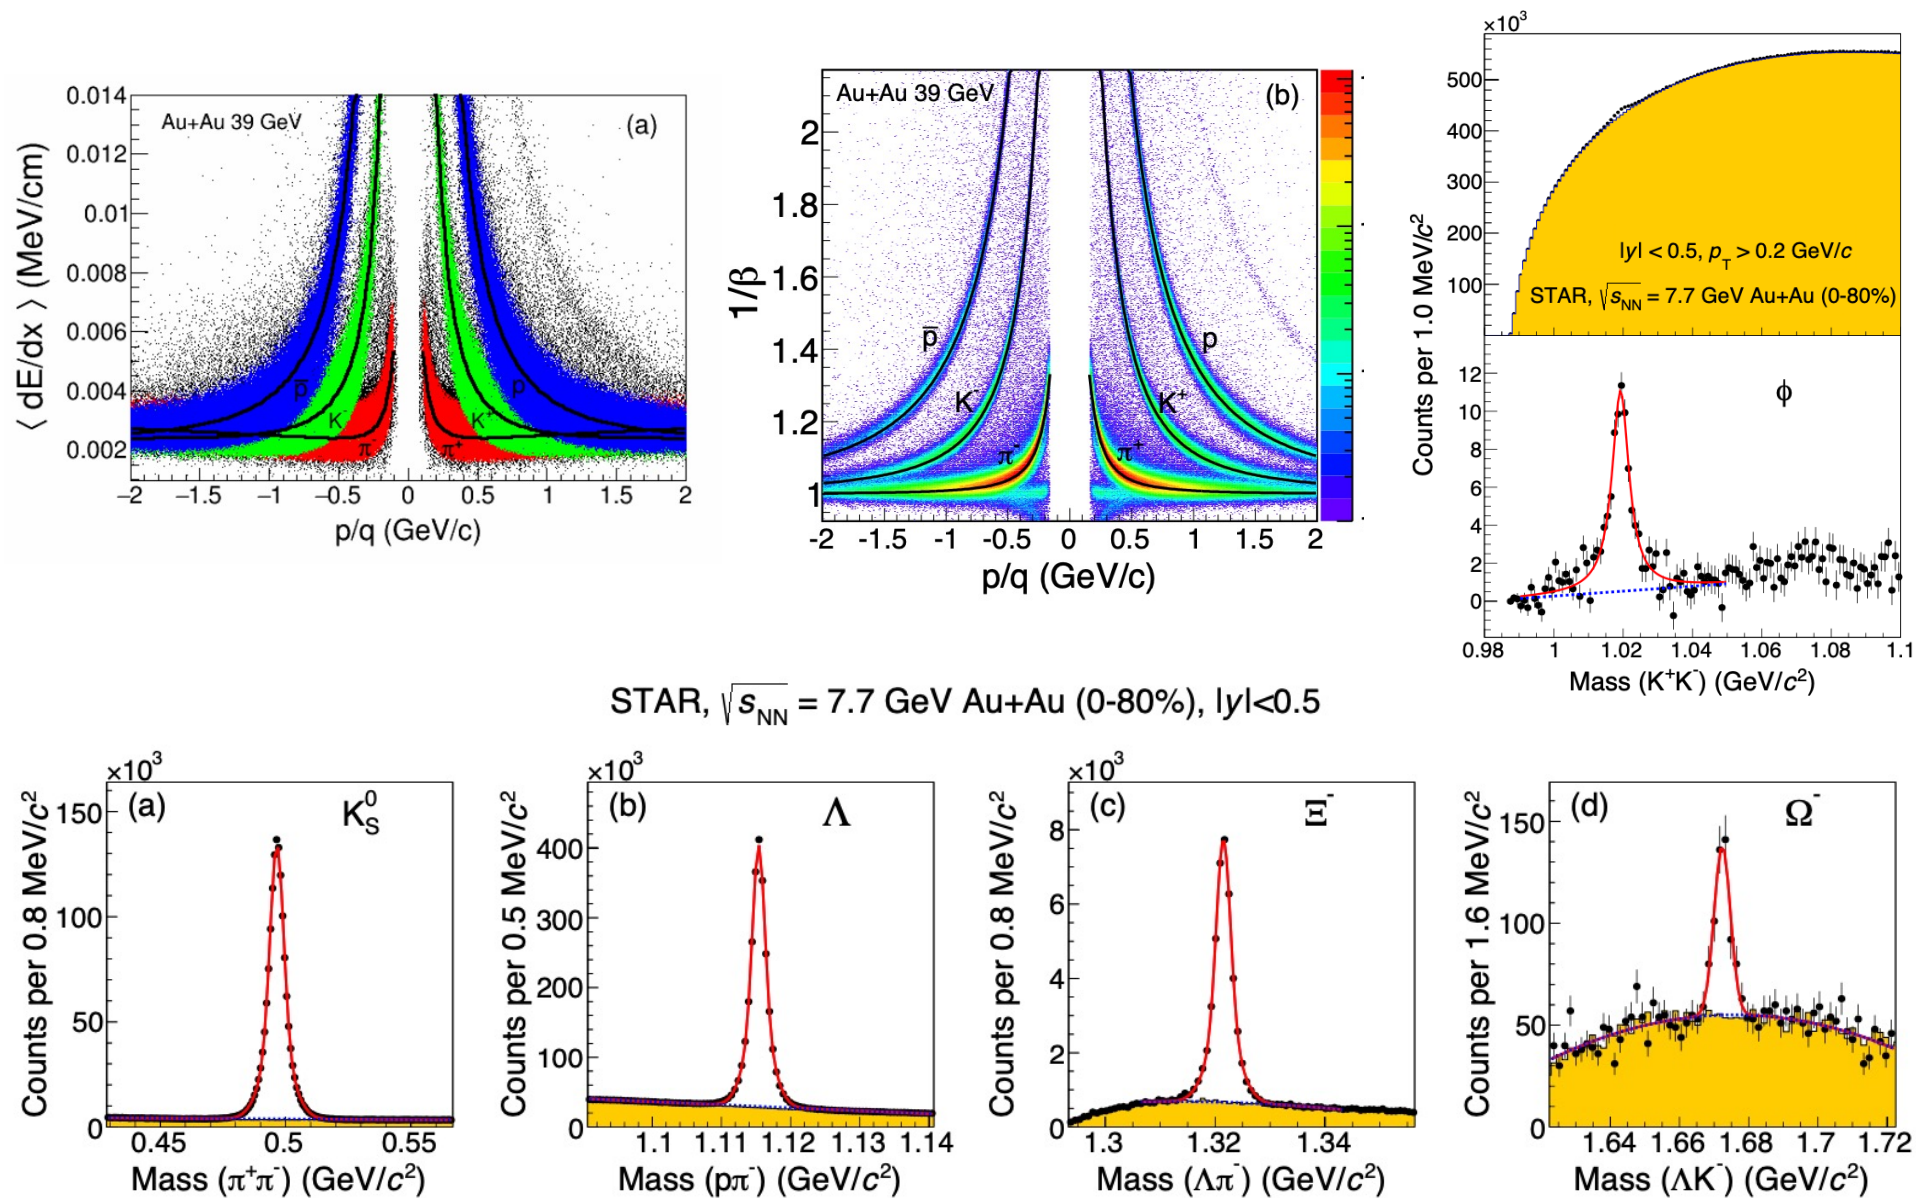 Au+Au 39 GeV
(a)
⟨ dE/dx ⟩ (MeV/cm)
0.014
0.012
0.01
0.008
0.006
0.004
0.002
p̅
K⁻
π⁻
π⁺
K⁺
p
−2 −1.5 −1 −0.5 0 0.5 1 1.5 2
p/q (GeV/c)
Au+Au 39 GeV
(b)
1/β
2
1.8
1.6
1.4
1.2
1
p̅
K⁻
π⁻
π⁺
K⁺
p
-2 -1.5 -1 -0.5 0 0.5 1 1.5 2
p/q (GeV/c)
×10³
Counts per 1.0 MeV/c²
500
400
300
200
100
|y| < 0.5, p_T > 0.2 GeV/c
STAR, √s_NN = 7.7 GeV Au+Au (0-80%)
12
10
8
6
4
2
0
ϕ
0.98 1 1.02 1.04 1.06 1.08 1.1
Mass (K⁺K⁻) (GeV/c²)
STAR, √s_NN = 7.7 GeV Au+Au (0-80%), |y|<0.5
×10³
(a)
K⁰_S
Counts per 0.8 MeV/c²
150
100
50
0
0.45 0.5 0.55
Mass (π⁺π⁻) (GeV/c²)
×10³
(b)
Λ
Counts per 0.5 MeV/c²
400
300
200
100
0
1.1 1.11 1.12 1.13 1.14
Mass (pπ⁻) (GeV/c²)
×10³
(c)
Ξ⁻
Counts per 0.8 MeV/c²
8
6
4
2
0
1.3 1.32 1.34
Mass (Λπ⁻) (GeV/c²)
(d)
Ω⁻
Counts per 1.6 MeV/c²
150
100
50
0
1.64 1.66 1.68 1.7 1.72
Mass (ΛK⁻) (GeV/c²)